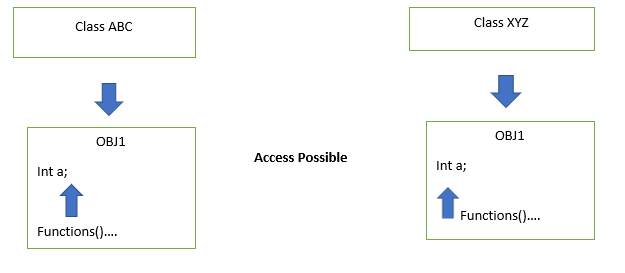 Class ABC
Class XYZ
OBJ1
Int a;
Functions()....
Access Possible
OBJ1
Int a;
Functions()....